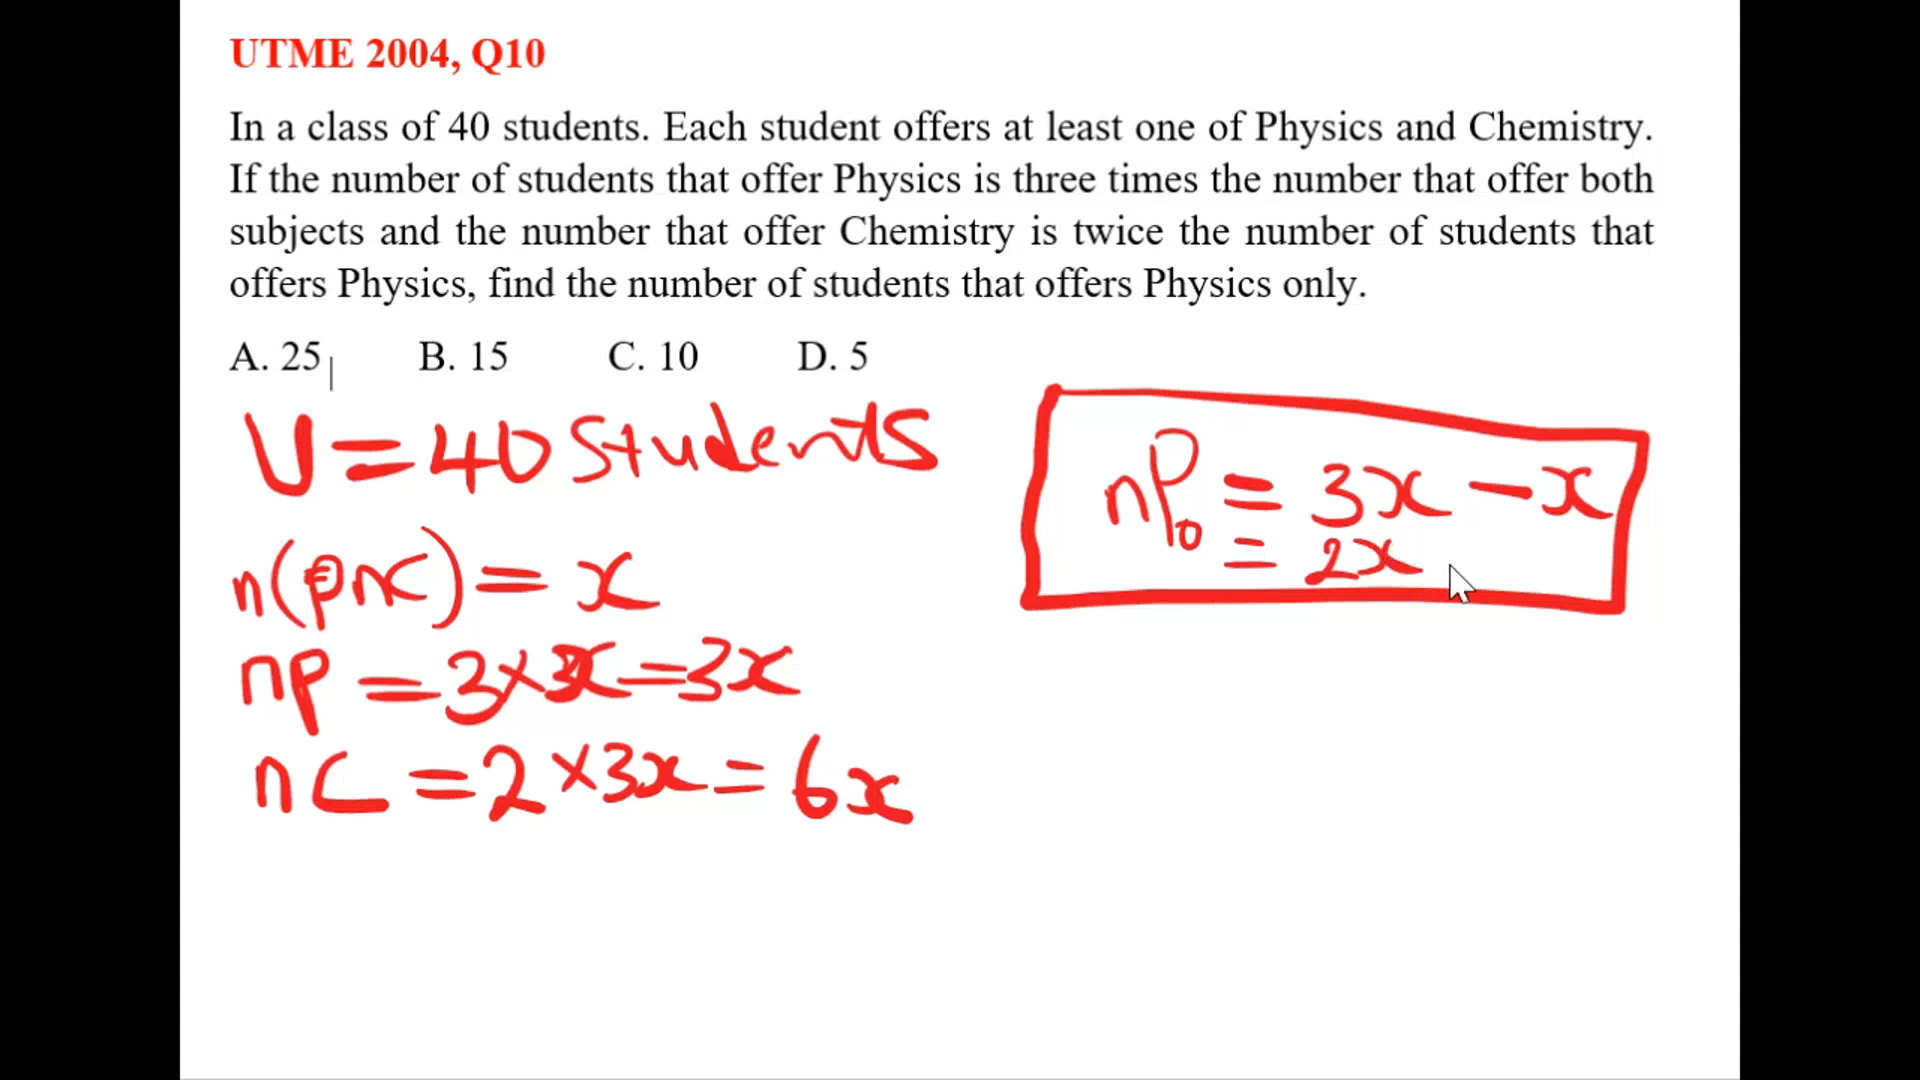 UTME 2004, Q10
In a class of 40 students. Each student offers at least one of Physics and Chemistry.
If the number of students that offer Physics is three times the number that offer both
subjects and the number that offer Chemistry is twice the number of students that
offers Physics, find the number of students that offers Physics only.
A. 25 B. 15 C. 10 D. 5
U = 40 students
n(P∩C) = x
nP = 3 × x = 3x
nC = 2 × 3x = 6x
nPo = 3x - x
= 2x